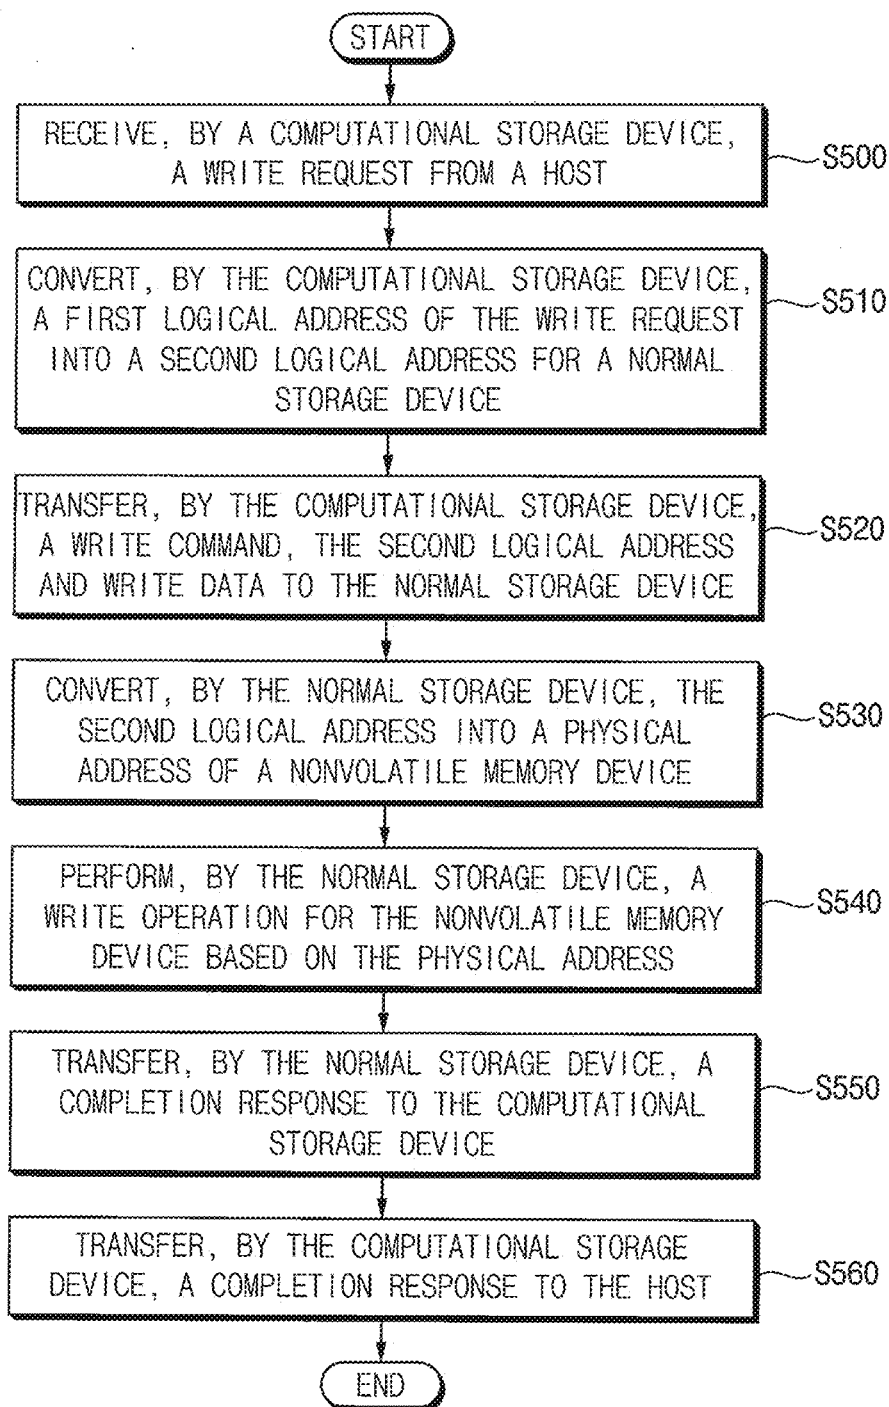 START
RECEIVE, BY A COMPUTATIONAL STORAGE DEVICE,
A WRITE REQUEST FROM A HOST
S500
CONVERT, BY THE COMPUTATIONAL STORAGE DEVICE,
A FIRST LOGICAL ADDRESS OF THE WRITE REQUEST
INTO A SECOND LOGICAL ADDRESS FOR A NORMAL
STORAGE DEVICE
S510
TRANSFER, BY THE COMPUTATIONAL STORAGE DEVICE,
A WRITE COMMAND, THE SECOND LOGICAL ADDRESS
AND WRITE DATA TO THE NORMAL STORAGE DEVICE
S520
CONVERT, BY THE NORMAL STORAGE DEVICE, THE
SECOND LOGICAL ADDRESS INTO A PHYSICAL
ADDRESS OF A NONVOLATILE MEMORY DEVICE
S530
PERFORM, BY THE NORMAL STORAGE DEVICE, A
WRITE OPERATION FOR THE NONVOLATILE MEMORY
DEVICE BASED ON THE PHYSICAL ADDRESS
S540
TRANSFER, BY THE NORMAL STORAGE DEVICE, A
COMPLETION RESPONSE TO THE COMPUTATIONAL
STORAGE DEVICE
S550
TRANSFER, BY THE COMPUTATIONAL STORAGE
DEVICE, A COMPLETION RESPONSE TO THE HOST
S560
END